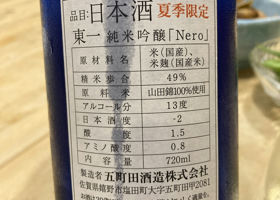 品目:日本酒 夏季限定
東一 純米吟醸「Nero」
原材料名 米(国産)、米麹(国産米)
精米歩合 49%
原料米 山田錦100%使用
アルコール分 13度
日本酒度 -2
酸度 1.5
アミノ酸度 0.8
内容量 720ml
製造者 五町田酒造株式会社
佐賀県嬉野市塩田町大字五町田甲2081